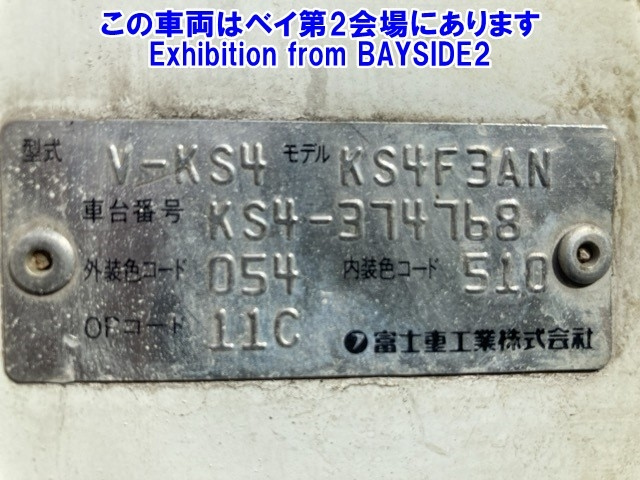 この車両はベイ第2会場にあります
Exhibition from BAYSIDE2
型式 V-KS4 モデル KS4F3AN
車台番号 KS4-374768
外装色コード 054 内装色コード 510
OPコード 11C 富士重工業株式会社